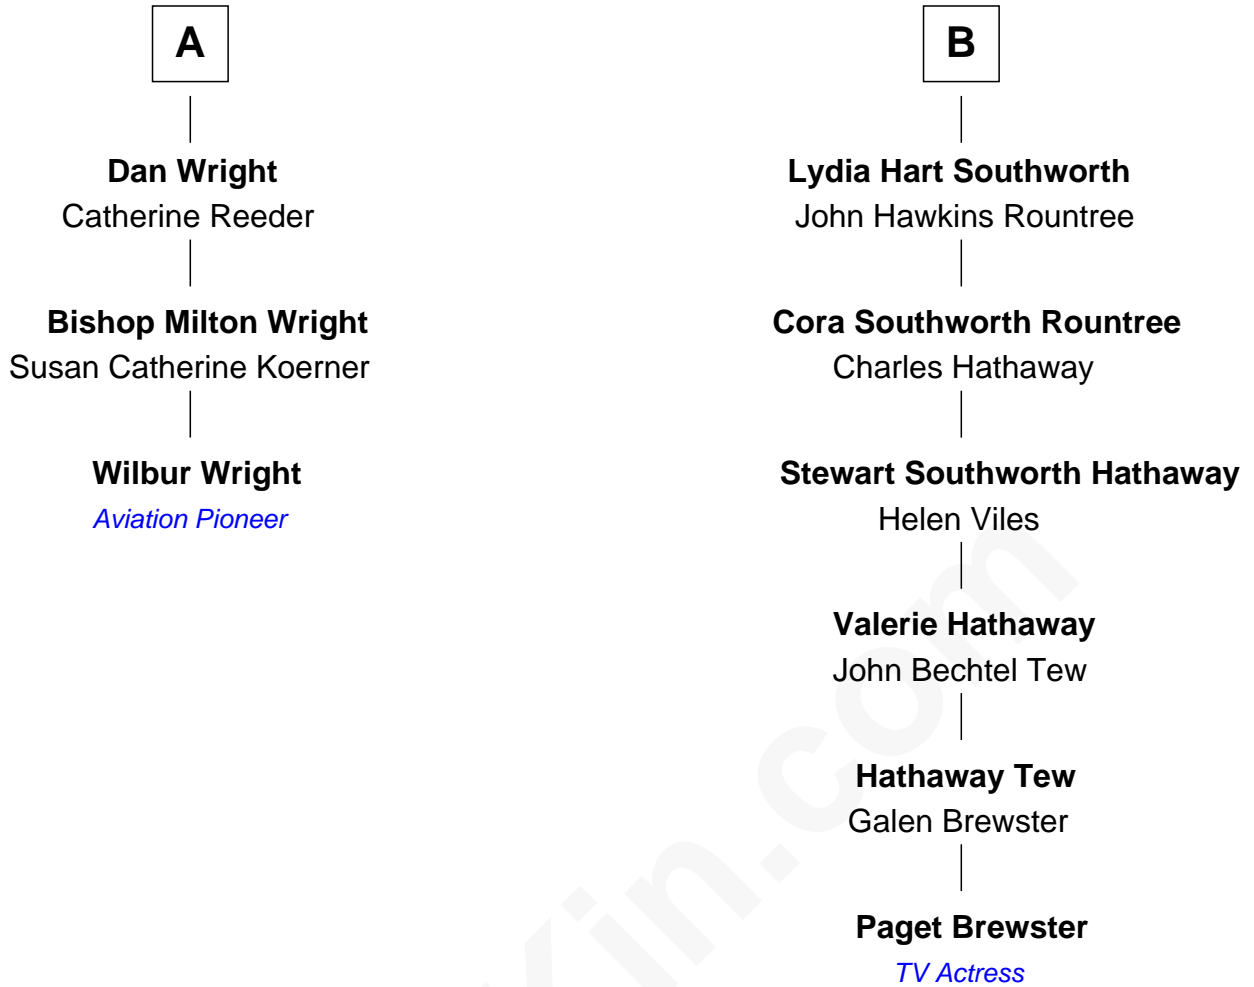 A
B
Dan Wright
Catherine Reeder
Lydia Hart Southworth
John Hawkins Rountree
Bishop Milton Wright
Susan Catherine Koerner
Cora Southworth Rountree
Charles Hathaway
Wilbur Wright
Aviation Pioneer
Stewart Southworth Hathaway
Helen Viles
Valerie Hathaway
John Bechtel Tew
Hathaway Tew
Galen Brewster
Paget Brewster
TV Actress
Kin.com